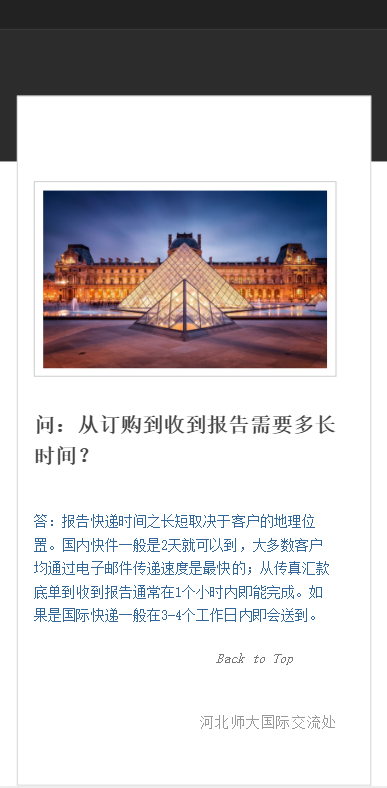 问：从订购到收到报告需要多长
时间？
答：报告快递时间之长短取决于客户的地理位
置。国内快件一般是2天就可以到，大多数客户
均通过电子邮件传递速度是最快的；从传真汇款
底单到收到报告通常在1个小时内即能完成。如
果是国际快递一般在3-4个工作日内即会送到。
Back to Top
河北师大国际交流处